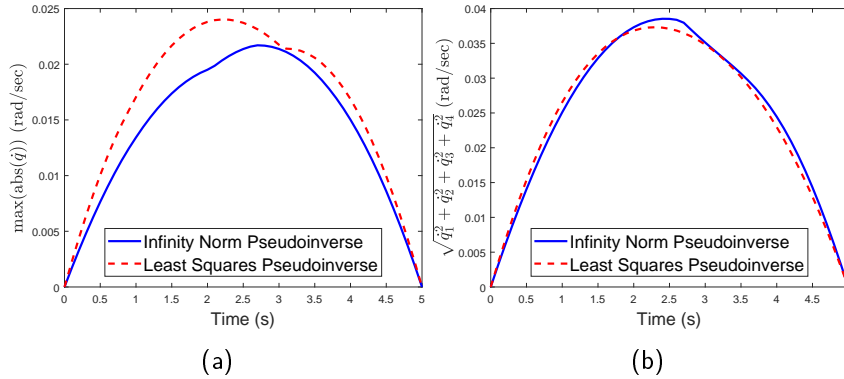 0.025
0.02
0.015
0.01
0.005
0
max(abs(q̇)) (rad/sec)
Infinity Norm Pseudoinverse
Least Squares Pseudoinverse
0 0.5 1 1.5 2 2.5 3 3.5 4 4.5 5
Time (s)
(a)
0.04
0.035
0.03
0.025
0.02
0.015
0.01
0.005
0
√(q̇₁² + q̇₂² + q̇₃² + q̇₄²) (rad/sec)
Infinity Norm Pseudoinverse
Least Squares Pseudoinverse
0 0.5 1 1.5 2 2.5 3 3.5 4 4.5
Time (s)
(b)